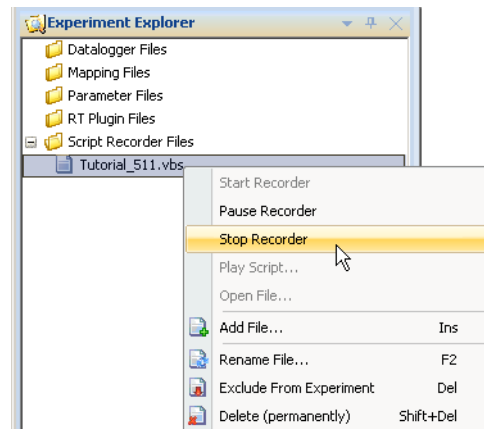 Experiment Explorer
Datalogger Files
Mapping Files
Parameter Files
RT Plugin Files
Script Recorder Files
Tutorial_511.vbs
Start Recorder
Pause Recorder
Stop Recorder
Play Script...
Open File...
Add File... Ins
Rename File... F2
Exclude From Experiment Del
Delete (permanently) Shift+Del